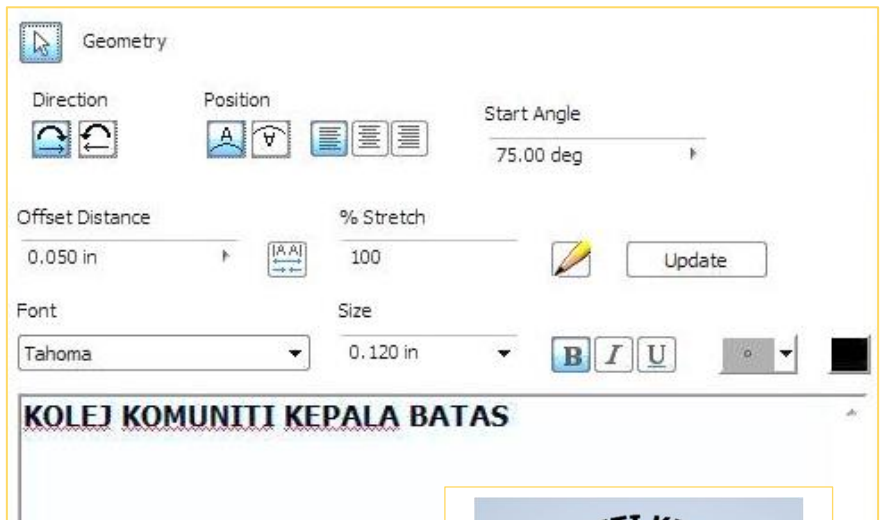 Geometry
Direction Position
Start Angle
75.00 deg
Offset Distance % Stretch
0.050 in 100 Update
Font Size
Tahoma 0.120 in B I U
KOLEJ KOMUNITI KEPALA BATAS